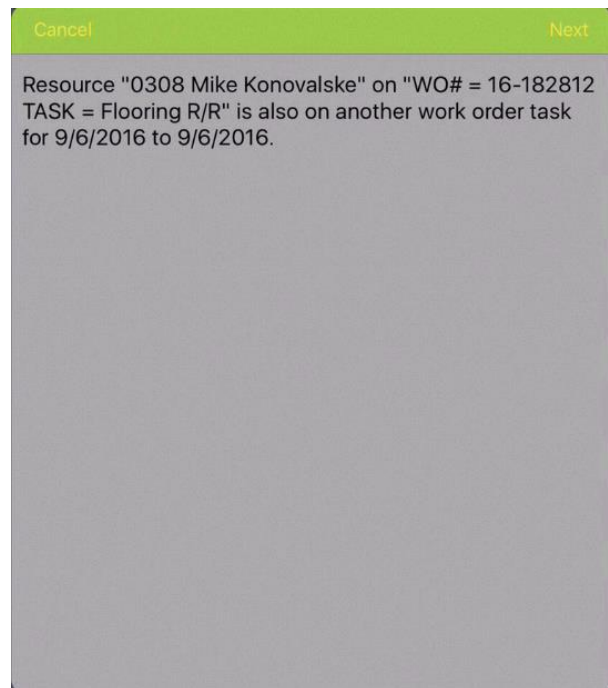 Cancel Next
Resource "0308 Mike Konovalske" on "WO# = 16-182812
TASK = Flooring R/R" is also on another work order task
for 9/6/2016 to 9/6/2016.